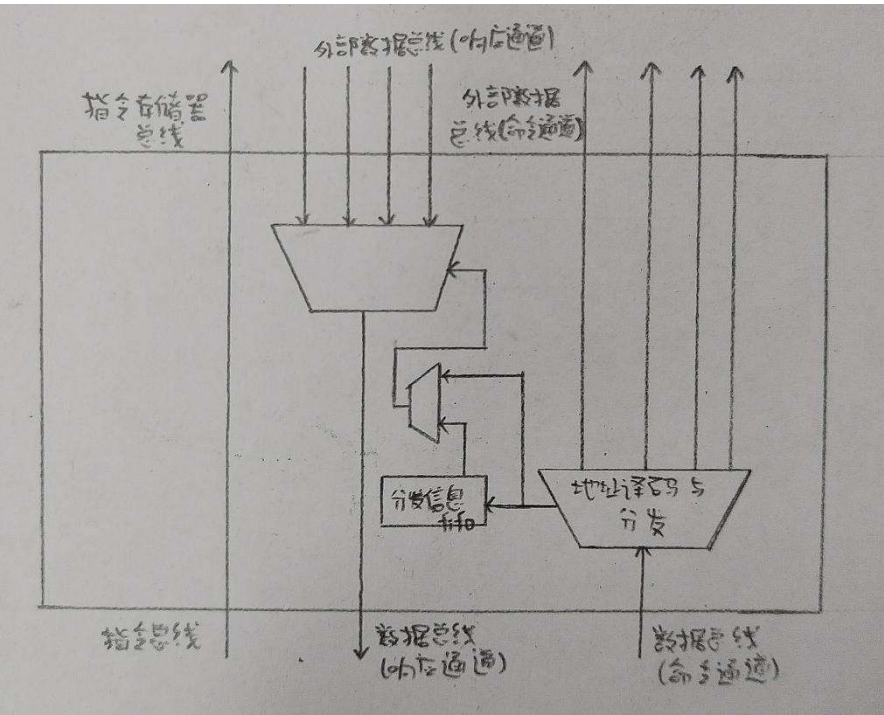 外部数据总线(响应通道)
指令存储器
总线
外部数据
总线(命令通道)
地址译码与
分发
分发信息
fifo
指令总线
数据总线
(响应通道)
数据总线
(命令通道)